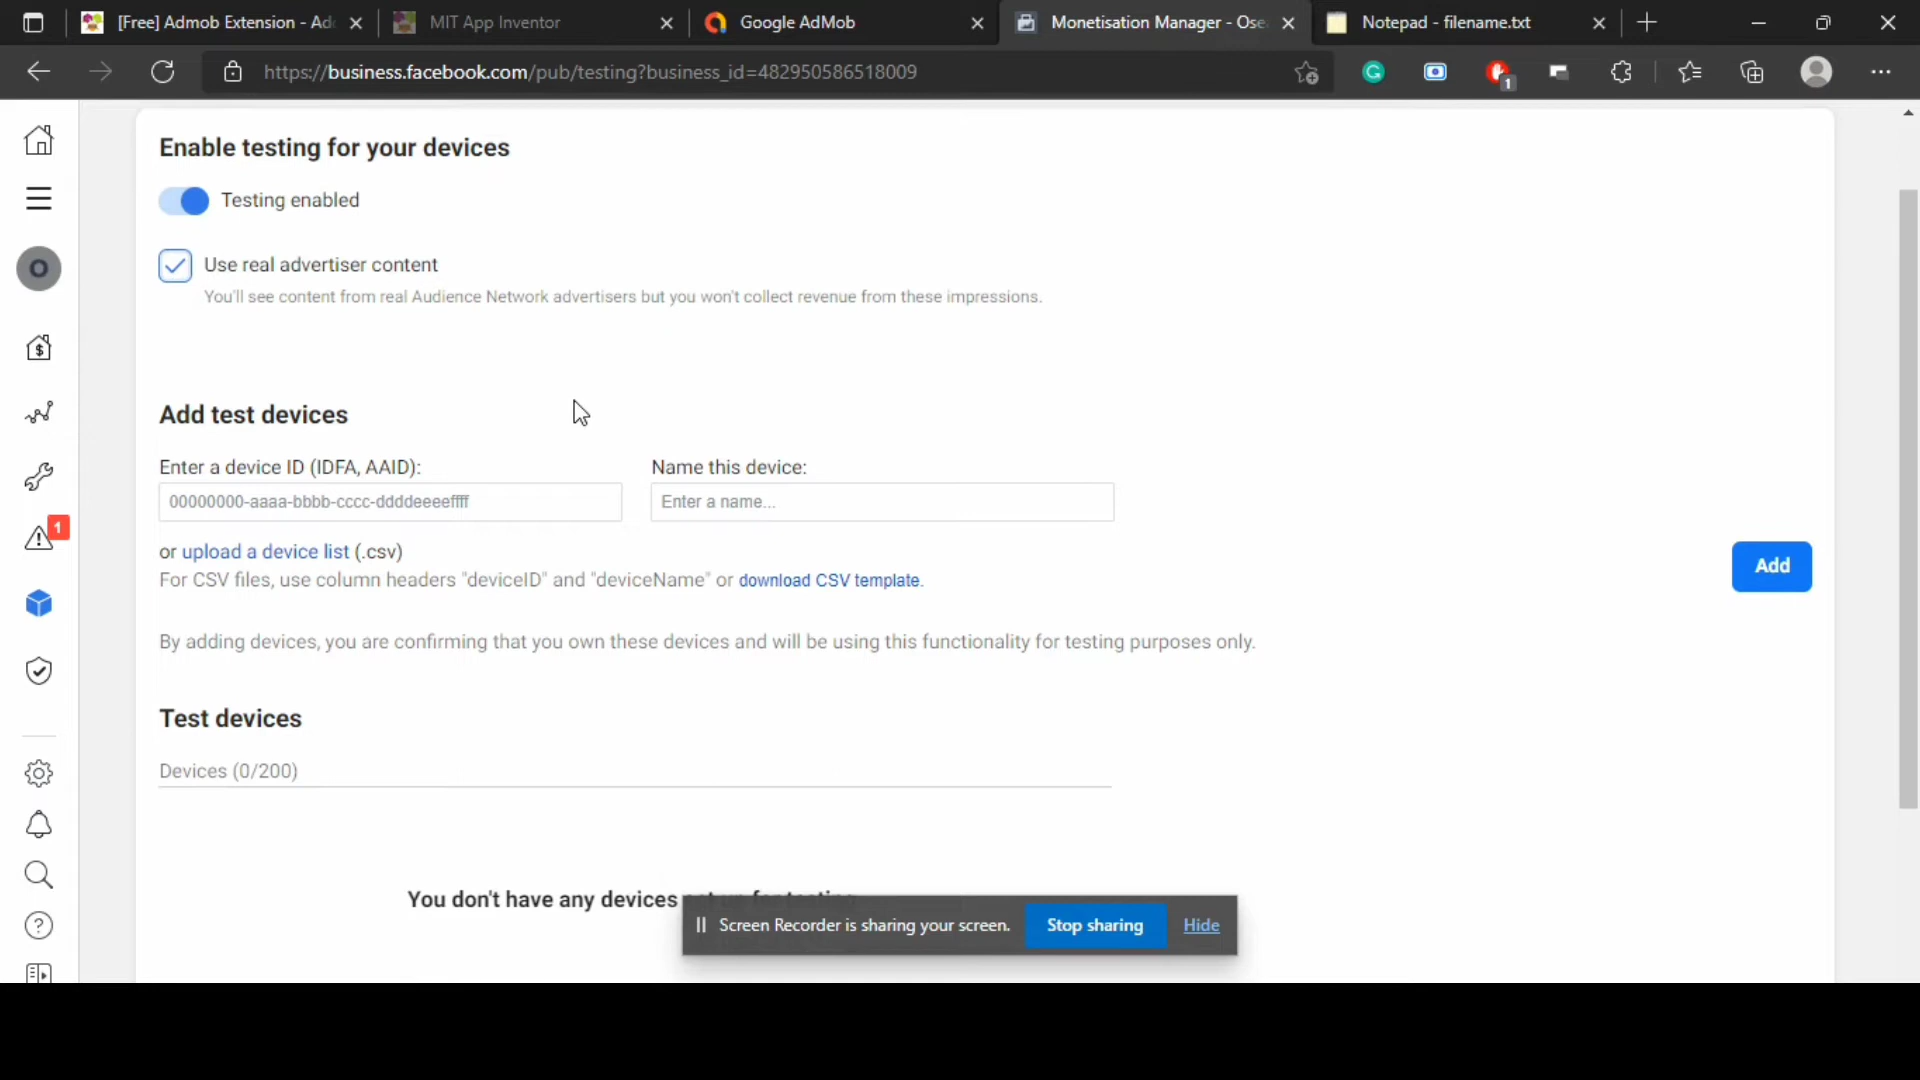 [Free] Admob Extension - Ad
MIT App Inventor
Google AdMob
Monetisation Manager - Ose
Notepad - filename.txt
https://business.facebook.com/pub/testing?business_id=482950586518009
1
Enable testing for your devices
Testing enabled
Use real advertiser content
You'll see content from real Audience Network advertisers but you won't collect revenue from these impressions.
O
Add test devices
Enter a device ID (IDFA, AAID):
Name this device:
00000000-aaaa-bbbb-cccc-ddddeeeeffff
Enter a name...
1
or upload a device list (.csv)
For CSV files, use column headers "deviceID" and "deviceName" or download CSV template.
Add
By adding devices, you are confirming that you own these devices and will be using this functionality for testing purposes only.
Test devices
Devices (0/200)
You don't have any devices
Screen Recorder is sharing your screen.
Stop sharing
Hide